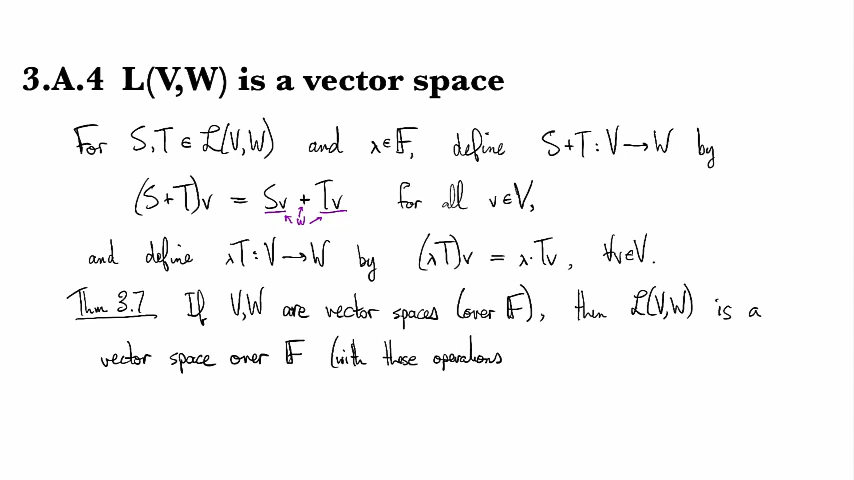 3.A.4 L(V,W) is a vector space
For S,T ∈ ℒ(V,W) and λ∈𝔽, define S+T : V→W by
(S+T)v = Sv + Tv for all v∈V,
W
and define λT : V→W by (λT)v = λ·Tv, ∀v∈V.
Thm 3.7 If V,W are vector spaces (over 𝔽), then ℒ(V,W) is a
vector space over 𝔽 (with these operations